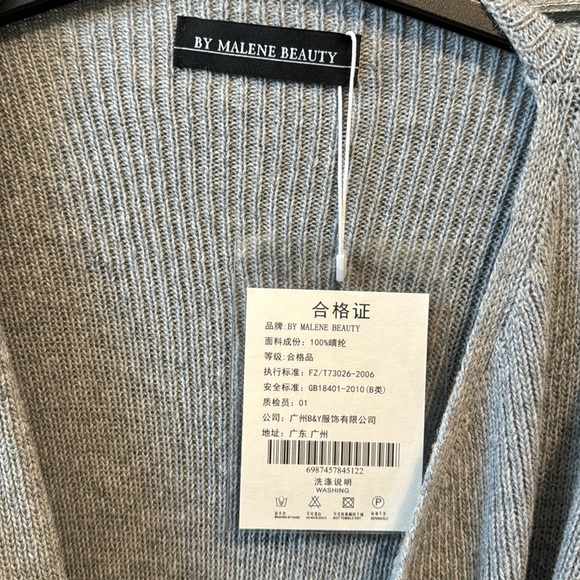 BY MALENE BEAUTY
合格证
品牌:BY MALENE BEAUTY
面料成份: 100%晴纶
等级:合格品
执行标准: FZ/T73026-2006
安全标准: GB18401-2010(B类)
质检员: 01
公司: 广州B&Y服饰有限公司
地址: 广东 广州
6987457845122
洗涤说明
WASHING